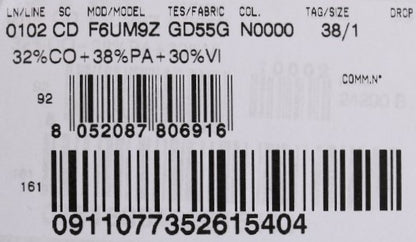 LN/LINE SC MOD/MODEL TES/FABRIC COL. TAG/SIZE DROP
0102 CD F6UM9Z GD55G N0000 38/1
32%CO+38%PA+30%VI
COMM.N°
92
8 052087 806916
161
0911077352615404